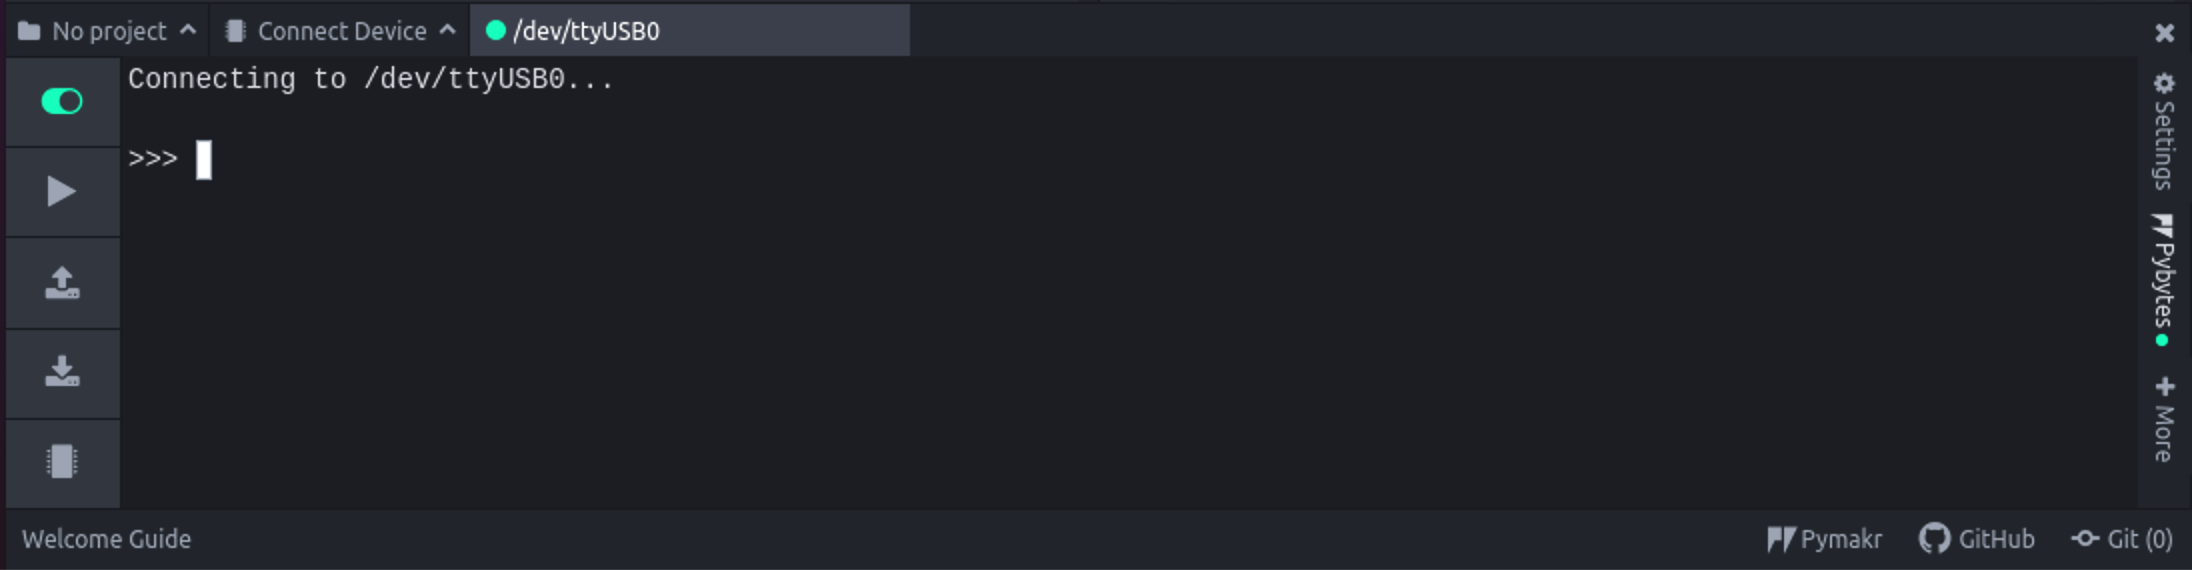 No project
Connect Device
/dev/ttyUSB0
Connecting to /dev/ttyUSB0...
>>>
Settings
Pybytes
More
Welcome Guide
Pymakr
GitHub
Git (0)